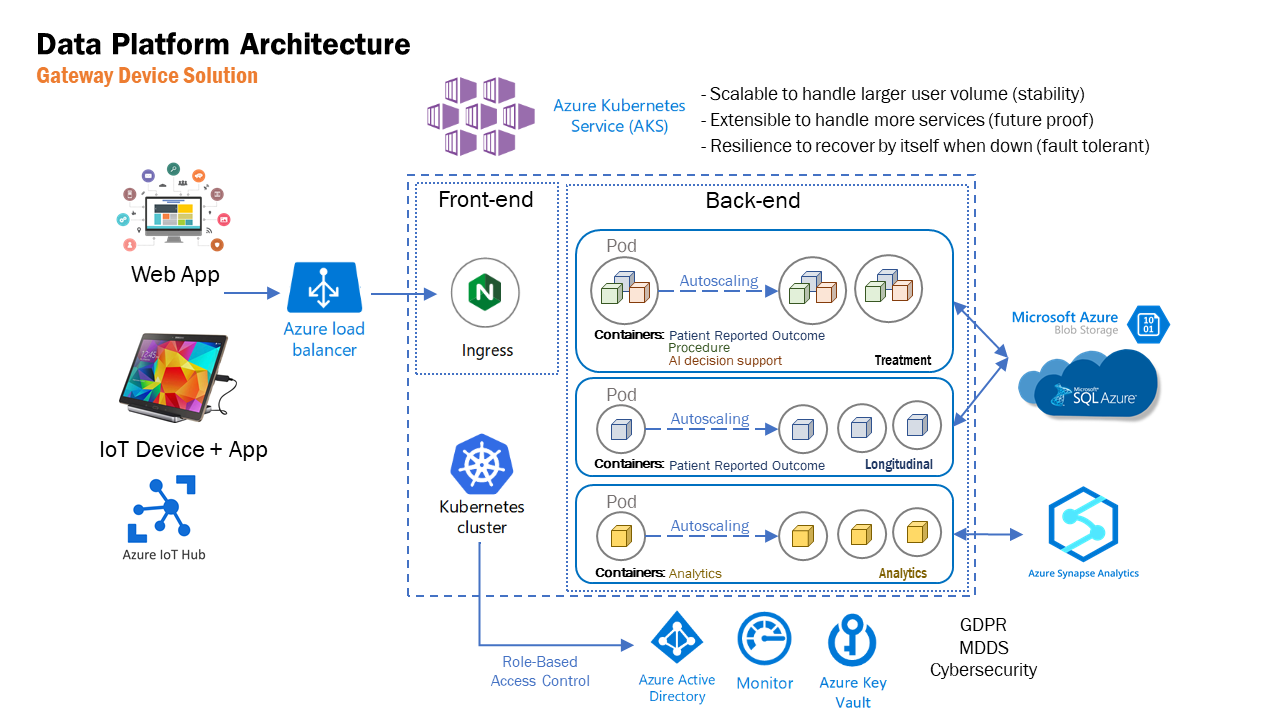 Data Platform Architecture
Gateway Device Solution
Azure Kubernetes
Service (AKS)
- Scalable to handle larger user volume (stability)
- Extensible to handle more services (future proof)
- Resilience to recover by itself when down (fault tolerant)
Front-end
Back-end
Web App
Azure load
balancer
N
Ingress
IoT Device + App
Azure IoT Hub
Kubernetes
cluster
Pod
Autoscaling
Containers: Patient Reported Outcome
Procedure
AI decision support
Treatment
Pod
Autoscaling
Containers: Patient Reported Outcome
Longitudinal
Pod
Autoscaling
Containers: Analytics
Analytics
Microsoft Azure
Blob Storage
10
01
Microsoft®
SQL Azure™
Azure Synapse Analytics
Role-Based
Access Control
Azure Active
Directory
Monitor
Azure Key
Vault
GDPR
MDDS
Cybersecurity